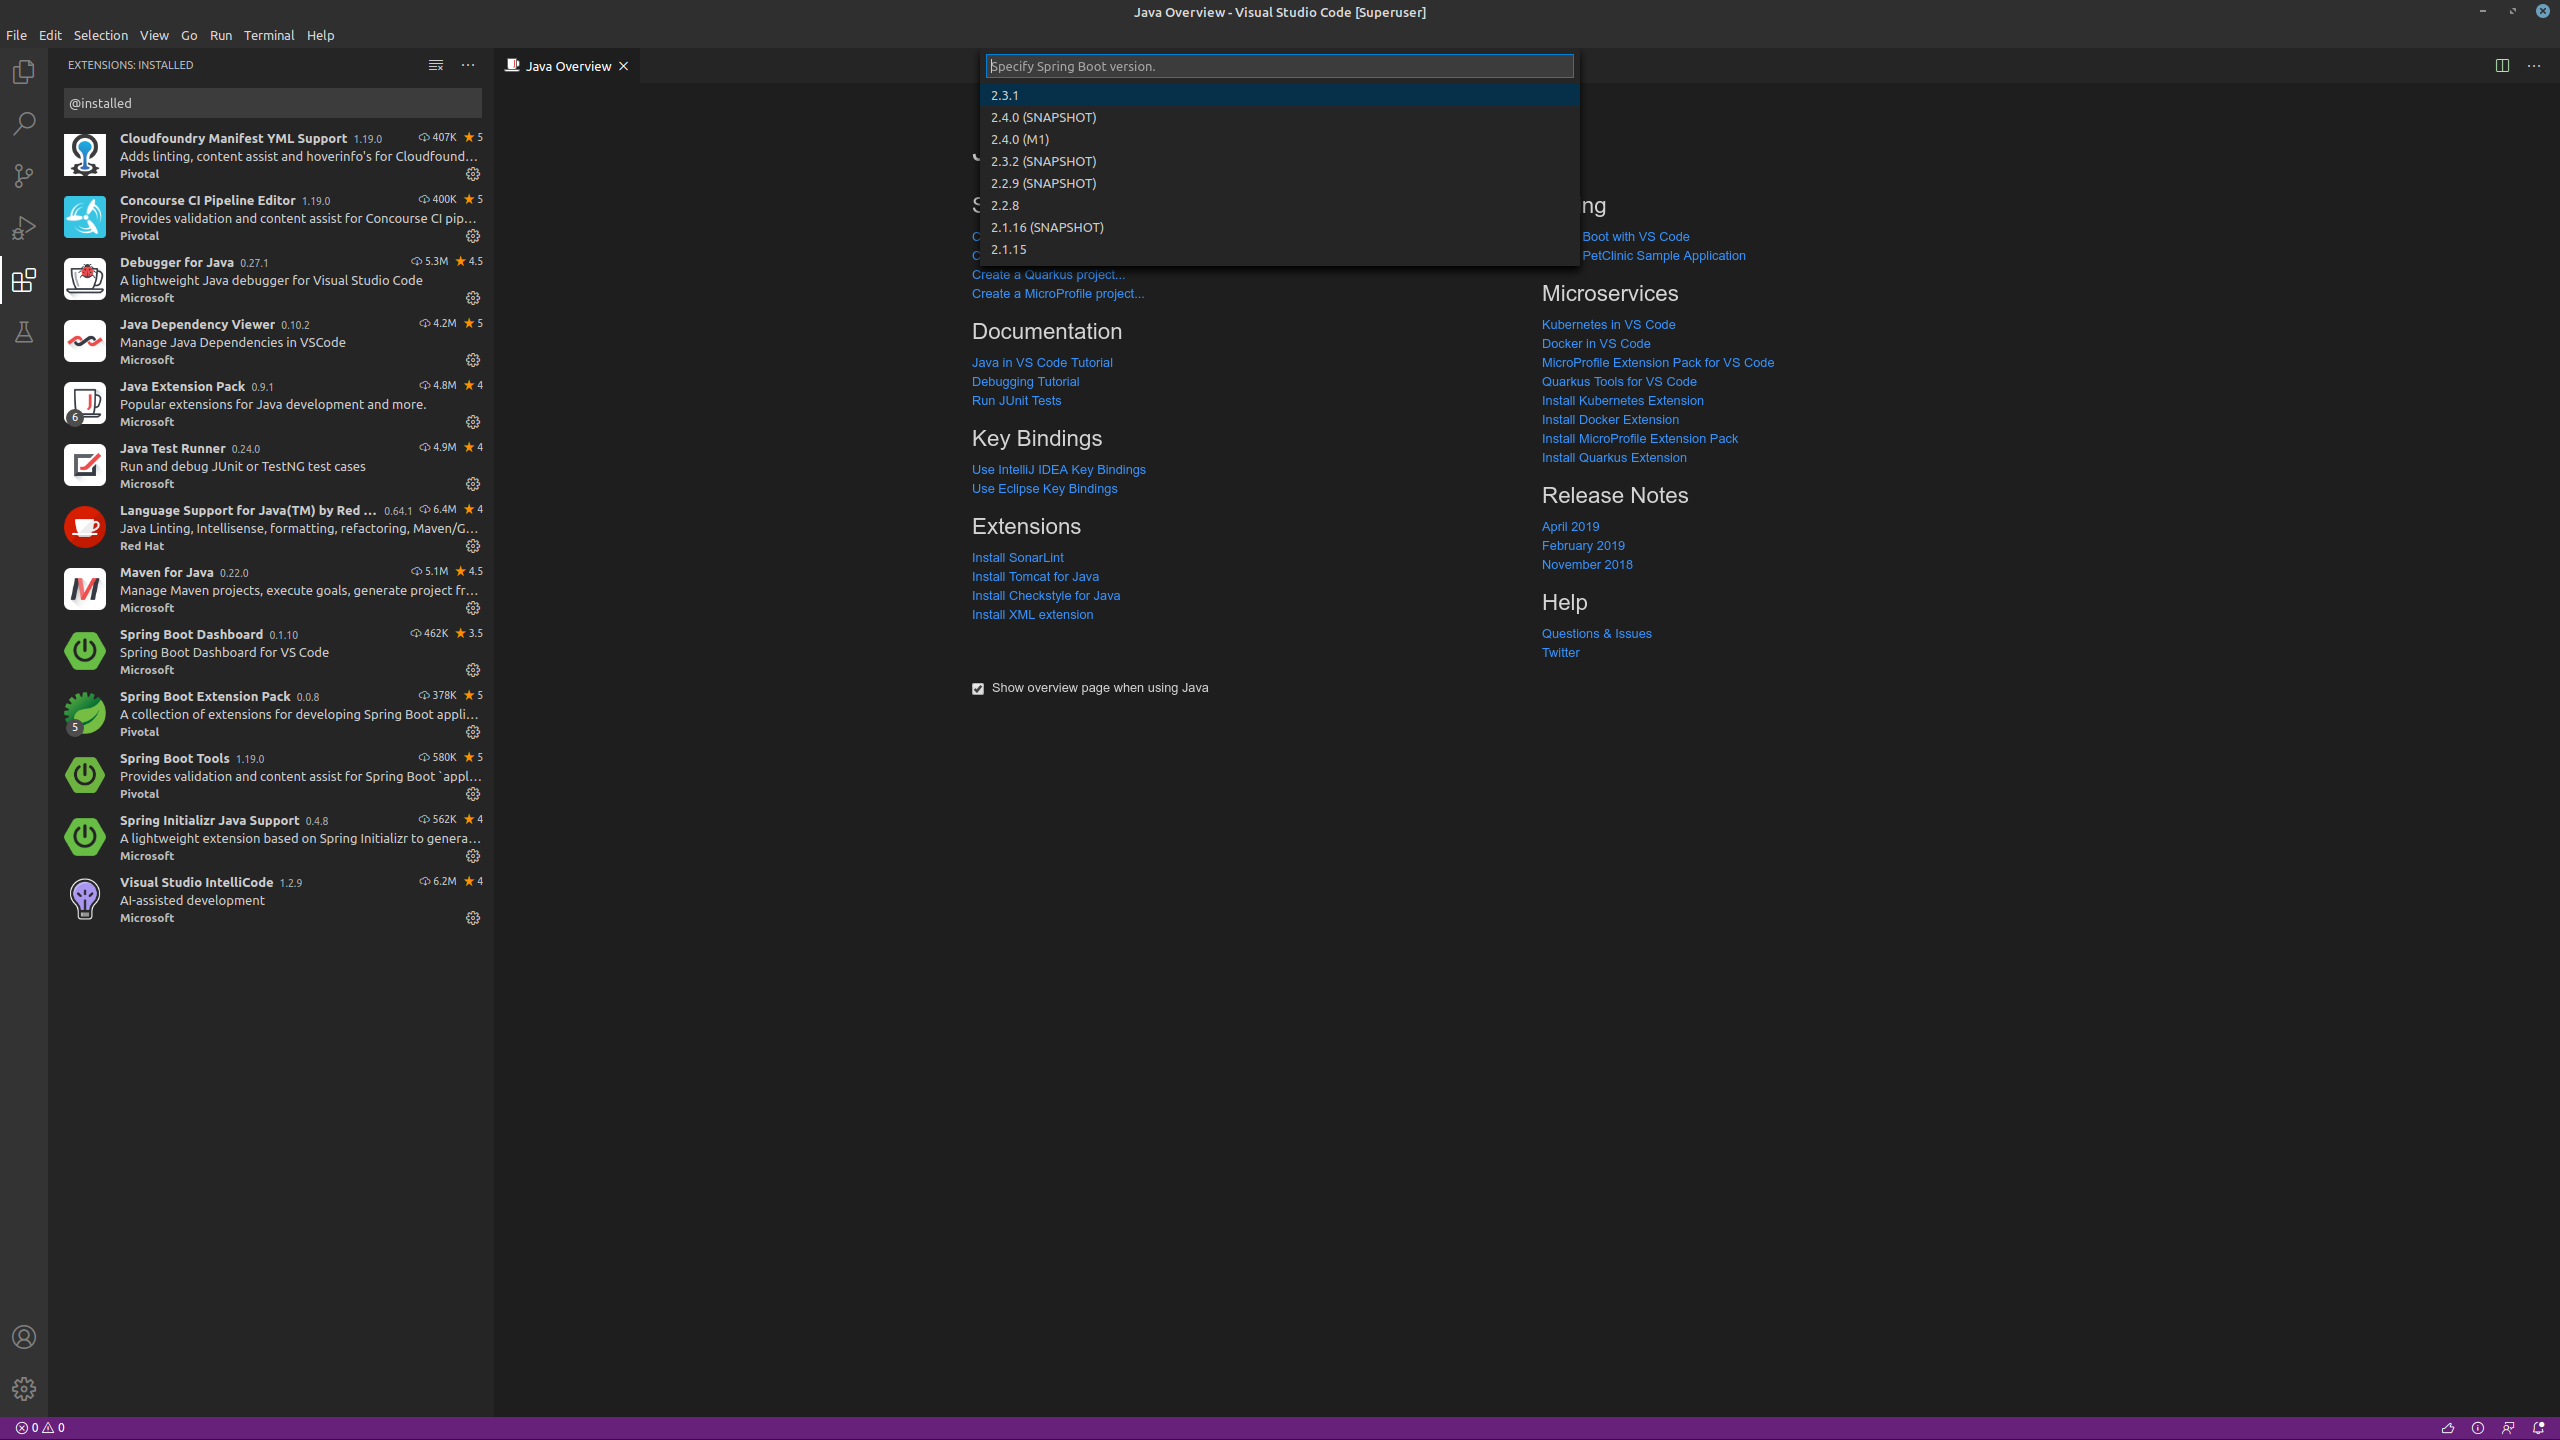 Java Overview - Visual Studio Code [Superuser]
File Edit Selection View Go Run Terminal Help
EXTENSIONS: INSTALLED
@installed
Cloudfoundry Manifest YML Support 1.19.0 407K 5
Adds linting, content assist and hoverinfo's for Cloudfound...
Pivotal
Concourse CI Pipeline Editor 1.19.0 400K 5
Provides validation and content assist for Concourse CI pip...
Pivotal
Debugger for Java 0.27.1 5.3M 4.5
A lightweight Java debugger for Visual Studio Code
Microsoft
Java Dependency Viewer 0.10.2 4.2M 5
Manage Java Dependencies in VSCode
Microsoft
Java Extension Pack 0.9.1 4.8M 4
Popular extensions for Java development and more.
6
Microsoft
Java Test Runner 0.24.0 4.9M 4
Run and debug JUnit or TestNG test cases
Microsoft
Language Support for Java(TM) by Red ... 0.64.1 6.4M 4
Java Linting, Intellisense, formatting, refactoring, Maven/G...
Red Hat
Maven for Java 0.22.0 5.1M 4.5
Manage Maven projects, execute goals, generate project fr...
Microsoft
Spring Boot Dashboard 0.1.10 462K 3.5
Spring Boot Dashboard for VS Code
Microsoft
Spring Boot Extension Pack 0.0.8 378K 5
A collection of extensions for developing Spring Boot appli...
5
Pivotal
Spring Boot Tools 1.19.0 580K 5
Provides validation and content assist for Spring Boot `appl...
Pivotal
Spring Initializr Java Support 0.4.8 562K 4
A lightweight extension based on Spring Initializr to genera...
Microsoft
Visual Studio IntelliCode 1.2.9 6.2M 4
AI-assisted development
Microsoft
Java Overview
Specify Spring Boot version.
2.3.1
2.4.0 (SNAPSHOT)
2.4.0 (M1)
2.3.2 (SNAPSHOT)
2.2.9 (SNAPSHOT)
2.2.8
2.1.16 (SNAPSHOT)
2.1.15
Create a Quarkus project...
Create a MicroProfile project...
Documentation
Java in VS Code Tutorial
Debugging Tutorial
Run JUnit Tests
Key Bindings
Use IntelliJ IDEA Key Bindings
Use Eclipse Key Bindings
Extensions
Install SonarLint
Install Tomcat for Java
Install Checkstyle for Java
Install XML extension
Show overview page when using Java
ng
Boot with VS Code
PetClinic Sample Application
Microservices
Kubernetes in VS Code
Docker in VS Code
MicroProfile Extension Pack for VS Code
Quarkus Tools for VS Code
Install Kubernetes Extension
Install Docker Extension
Install MicroProfile Extension Pack
Install Quarkus Extension
Release Notes
April 2019
February 2019
November 2018
Help
Questions & Issues
Twitter
0 0